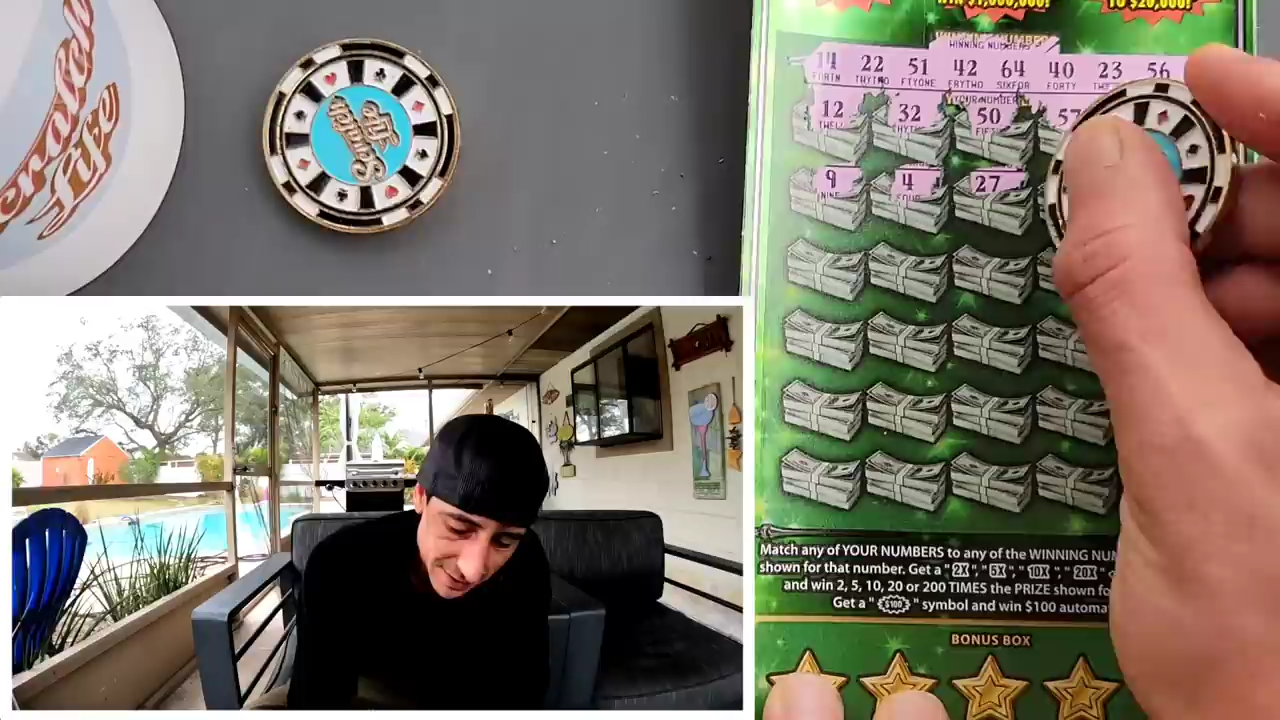 Scratch
Life
Scratch
Life
WIN $1,000,000!
TO $20,000!
WINNING NUMBERS
14 22 51 42 64 40 23 56
FORTN TWYTWO FTYONE FRYTWO SIXFOR FORTY
YOUR NUMBERS
12 32 50 57
9 4 27
NINE FOUR
Match any of YOUR NUMBERS to any of the WINNING NUM
shown for that number. Get a "2X", "5X", "10X", "20X"
and win 2, 5, 10, 20 or 200 TIMES the PRIZE shown fo
Get a "$100" symbol and win $100 automa
BONUS BOX